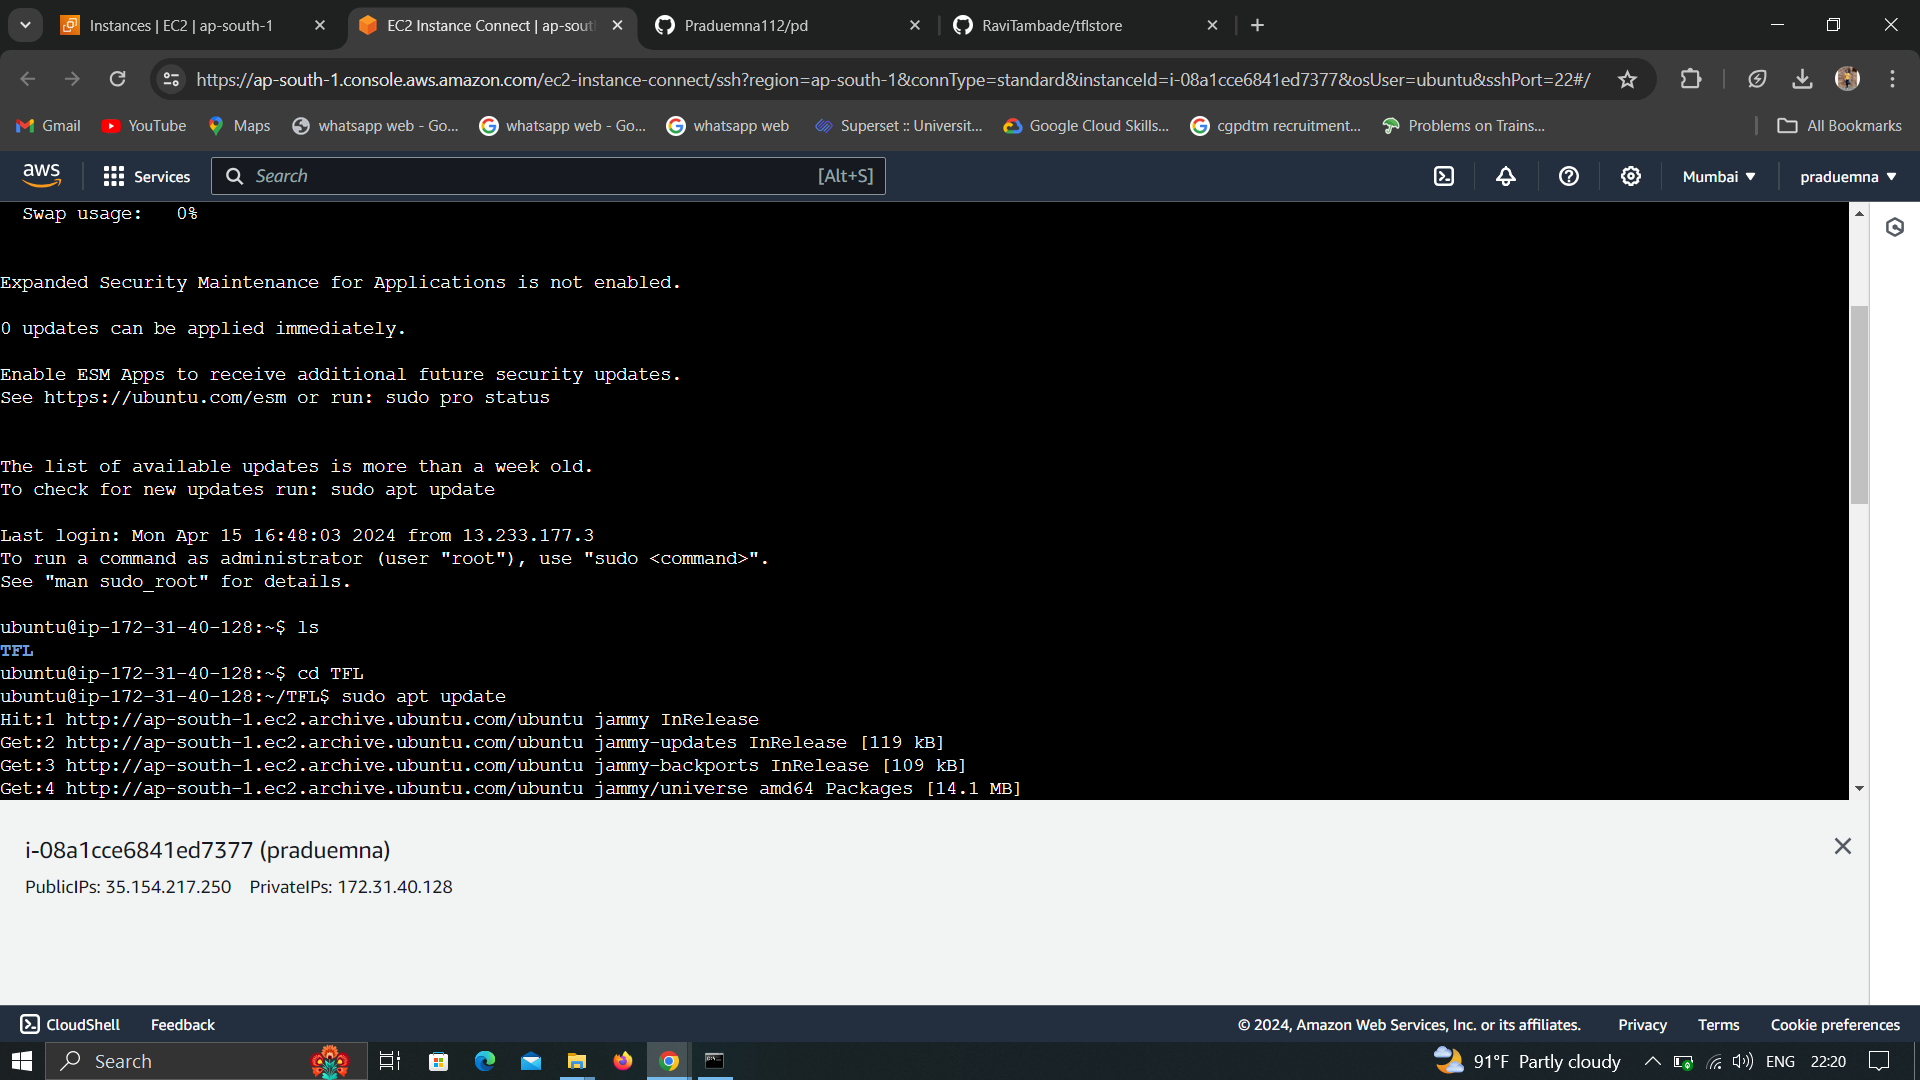 Instances | EC2 | ap-south-1
EC2 Instance Connect | ap-sout
Praduemna112/pd
RaviTambade/tflstore
https://ap-south-1.console.aws.amazon.com/ec2-instance-connect/ssh?region=ap-south-1&connType=standard&instanceId=i-08a1cce6841ed7377&osUser=ubuntu&sshPort=22#/
Gmail
YouTube
Maps
whatsapp web - Go...
whatsapp web - Go...
whatsapp web
Superset :: Universit...
Google Cloud Skills...
cgpdtm recruitment...
Problems on Trains...
All Bookmarks
aws
Services
Search
[Alt+S]
Mumbai
praduemna
Swap usage:   0%
Expanded Security Maintenance for Applications is not enabled.
0 updates can be applied immediately.
Enable ESM Apps to receive additional future security updates.
See https://ubuntu.com/esm or run: sudo pro status
The list of available updates is more than a week old.
To check for new updates run: sudo apt update
Last login: Mon Apr 15 16:48:03 2024 from 13.233.177.3
To run a command as administrator (user "root"), use "sudo <command>".
See "man sudo_root" for details.
ubuntu@ip-172-31-40-128:~$ ls
TFL
ubuntu@ip-172-31-40-128:~$ cd TFL
ubuntu@ip-172-31-40-128:~/TFL$ sudo apt update
Hit:1 http://ap-south-1.ec2.archive.ubuntu.com/ubuntu jammy InRelease
Get:2 http://ap-south-1.ec2.archive.ubuntu.com/ubuntu jammy-updates InRelease [119 kB]
Get:3 http://ap-south-1.ec2.archive.ubuntu.com/ubuntu jammy-backports InRelease [109 kB]
Get:4 http://ap-south-1.ec2.archive.ubuntu.com/ubuntu jammy/universe amd64 Packages [14.1 MB]
i-08a1cce6841ed7377 (praduemna)
PublicIPs: 35.154.217.250   PrivateIPs: 172.31.40.128
CloudShell
Feedback
© 2024, Amazon Web Services, Inc. or its affiliates.
Privacy
Terms
Cookie preferences
Search
91°F Partly cloudy
ENG
22:20